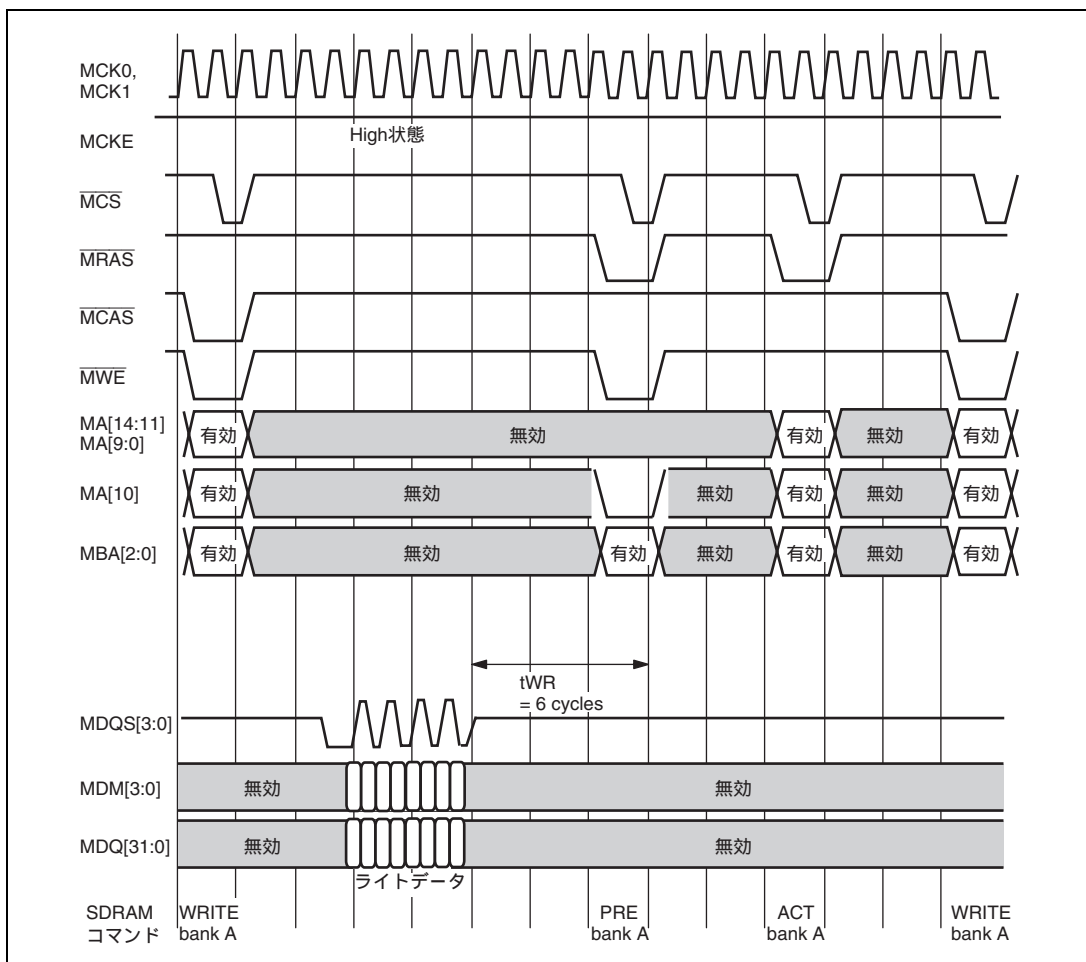 MCK0,
MCK1
MCKE
High状態
MCS
MRAS
MCAS
MWE
MA[14:11]
MA[9:0]
有効 無効 有効 無効 有効
MA[10]
有効 無効 無効 有効 無効 有効
MBA[2:0]
有効 無効 有効 無効 有効 無効 有効
tWR
= 6 cycles
MDQS[3:0]
MDM[3:0]
無効 無効
MDQ[31:0]
無効 無効
ライトデータ
SDRAM
コマンド
WRITE
bank A
PRE
bank A
ACT
bank A
WRITE
bank A